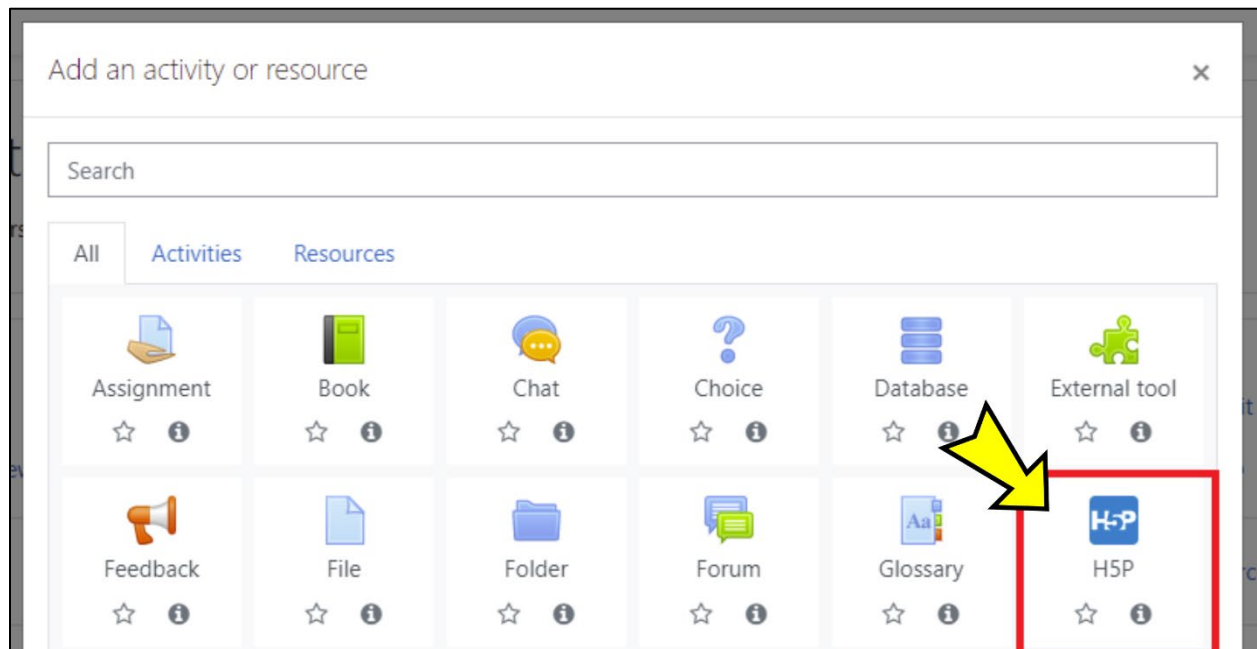 Add an activity or resource ×
Search
All Activities Resources
Assignment Book Chat Choice Database External tool
Aa H5P
Feedback File Folder Forum Glossary H5P